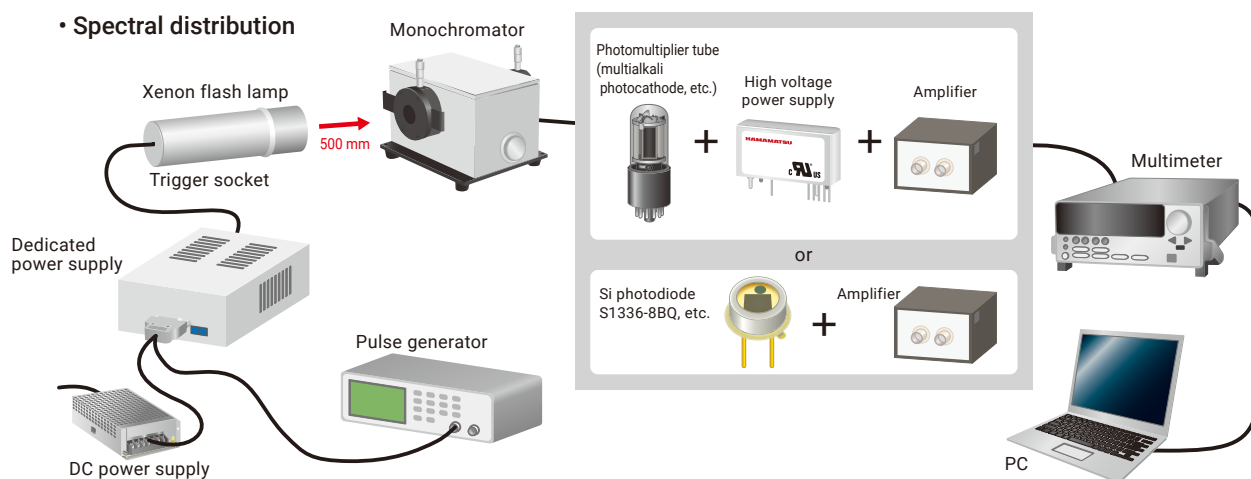 • Spectral distribution
Monochromator
Xenon flash lamp
500 mm
Trigger socket
Dedicated
power supply
Pulse generator
DC power supply
Photomultiplier tube
(multialkali
photocathode, etc.)
High voltage
power supply
HAMAMATSU
C US
Amplifier
or
Si photodiode
S1336-8BQ, etc.
Amplifier
Multimeter
PC